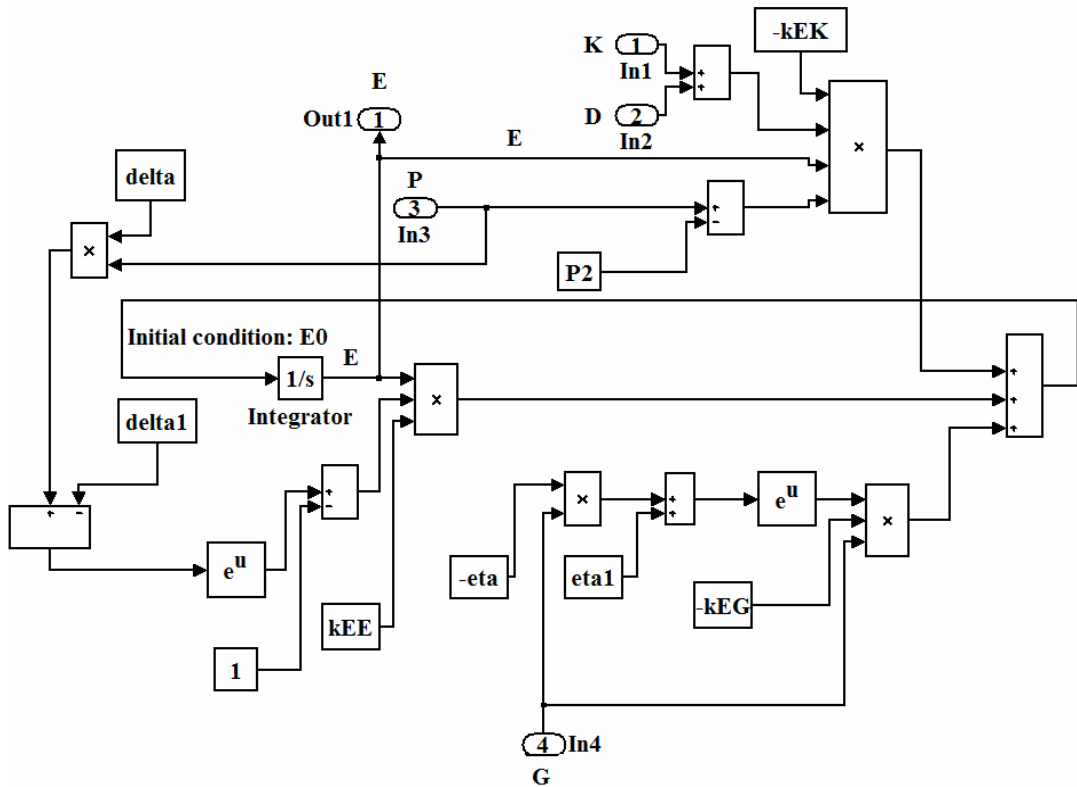 K
1
In1
-kEK
+
+
E
Out1
1
D
2
In2
E
×
delta
P
3
In3
+
−
×
P2
Initial condition: E0
E
1/s
Integrator
×
+
+
+
delta1
+
−
+
−
e^u
×
+
+
e^u
×
-eta
eta1
-kEG
kEE
1
4
In4
G